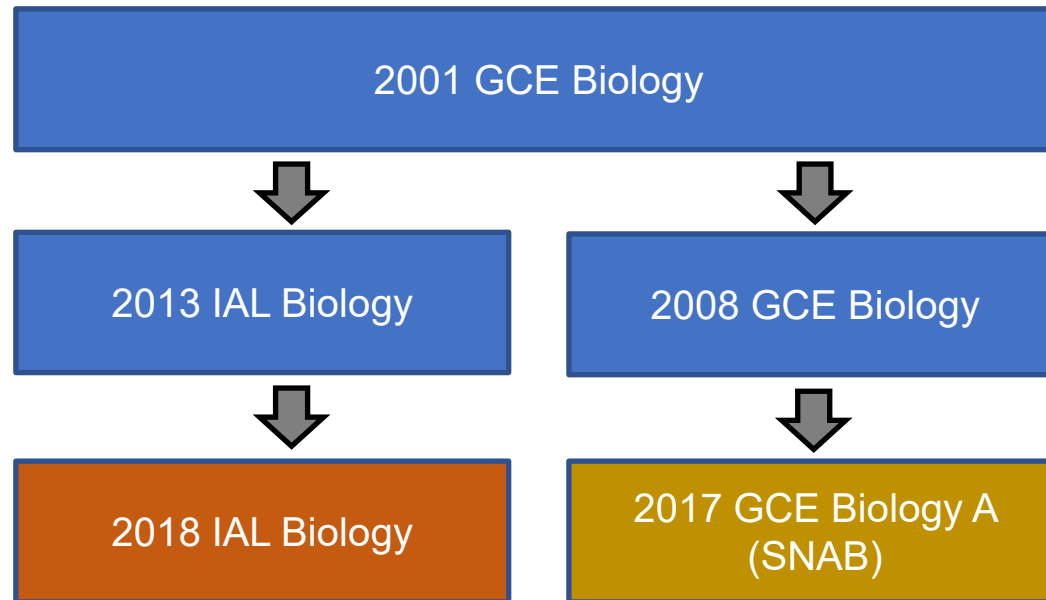 2001 GCE Biology
2013 IAL Biology
2008 GCE Biology
2018 IAL Biology
2017 GCE Biology A
(SNAB)